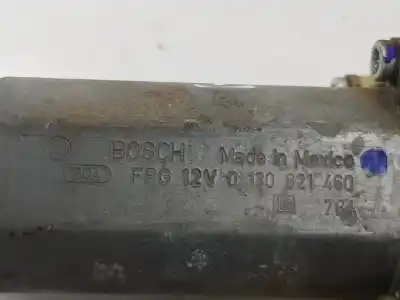 BOSCH Made in Mexico
FPG 12V 0 130 821 460